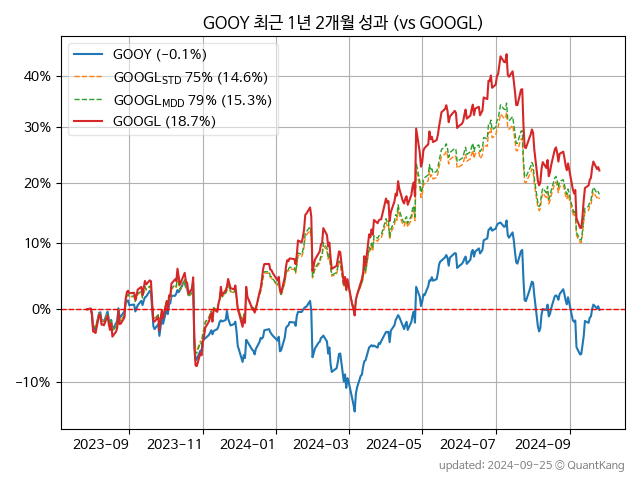 GOOY 최근 1년 2개월 성과 (vs GOOGL)
GOOY (−0.1%)
GOOGL_STD 75% (14.6%)
GOOGL_MDD 79% (15.3%)
GOOGL (18.7%)
40%
30%
20%
10%
0%
−10%
2023−09 2023−11 2024−01 2024−03 2024−05 2024−07 2024−09
updated: 2024−09−25 © QuantKang